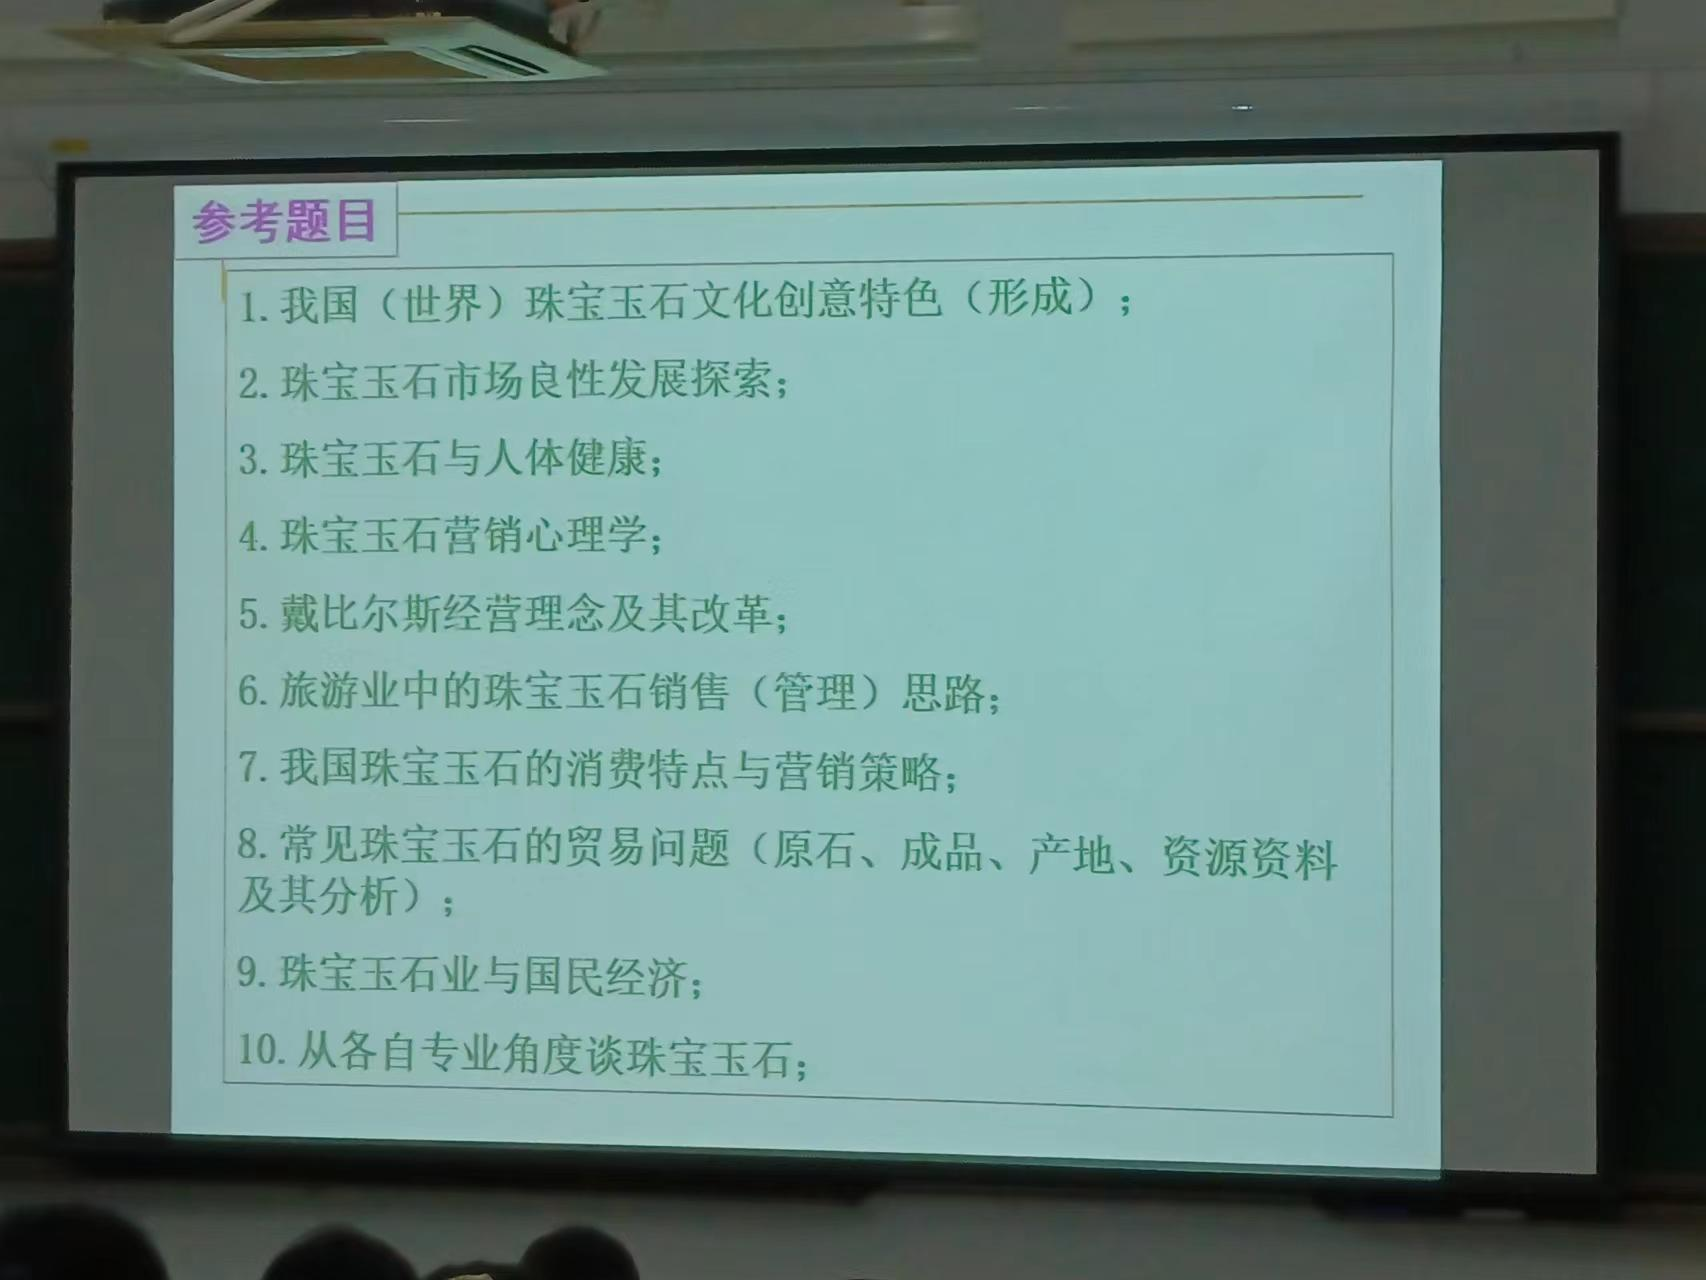 参考题目
1.我国（世界）珠宝玉石文化创意特色（形成）;
2.珠宝玉石市场良性发展探索;
3.珠宝玉石与人体健康;
4.珠宝玉石营销心理学;
5.戴比尔斯经营理念及其改革;
6.旅游业中的珠宝玉石销售（管理）思路;
7.我国珠宝玉石的消费特点与营销策略;
8.常见珠宝玉石的贸易问题（原石、成品、产地、资源资料
及其分析）;
9.珠宝玉石业与国民经济;
10.从各自专业角度谈珠宝玉石;